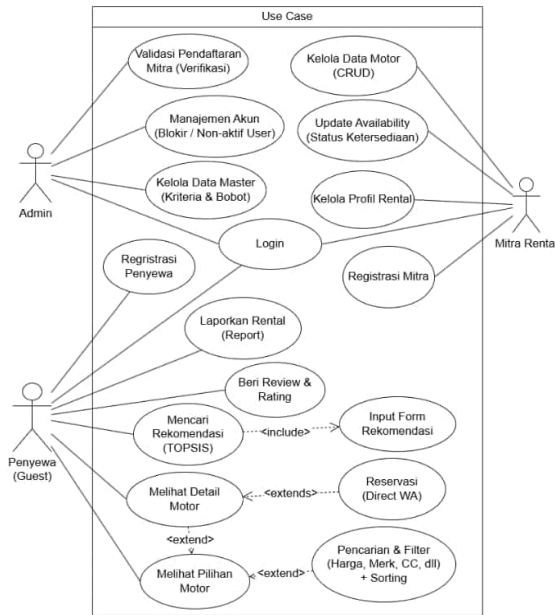 Use Case
Validasi Pendaftaran
Mitra (Verifikasi)
Kelola Data Motor
(CRUD)
Manajemen Akun
(Blokir / Non-aktif User)
Update Availability
(Status Ketersediaan)
Admin
Kelola Data Master
(Kriteria & Bobot)
Kelola Profil Rental
Mitra Renta
Login
Regristrasi
Penyewa
Registrasi Mitra
Laporkan Rental
(Report)
Beri Review &
Rating
Penyewa
(Guest)
Mencari
Rekomendasi
(TOPSIS)
<include>
Input Form
Rekomendasi
Melihat Detail
Motor
<extends>
Reservasi
(Direct WA)
<extend>
Melihat Pilihan
Motor
<extend>
Pencarian & Filter
(Harga, Merk, CC, dll)
+ Sorting